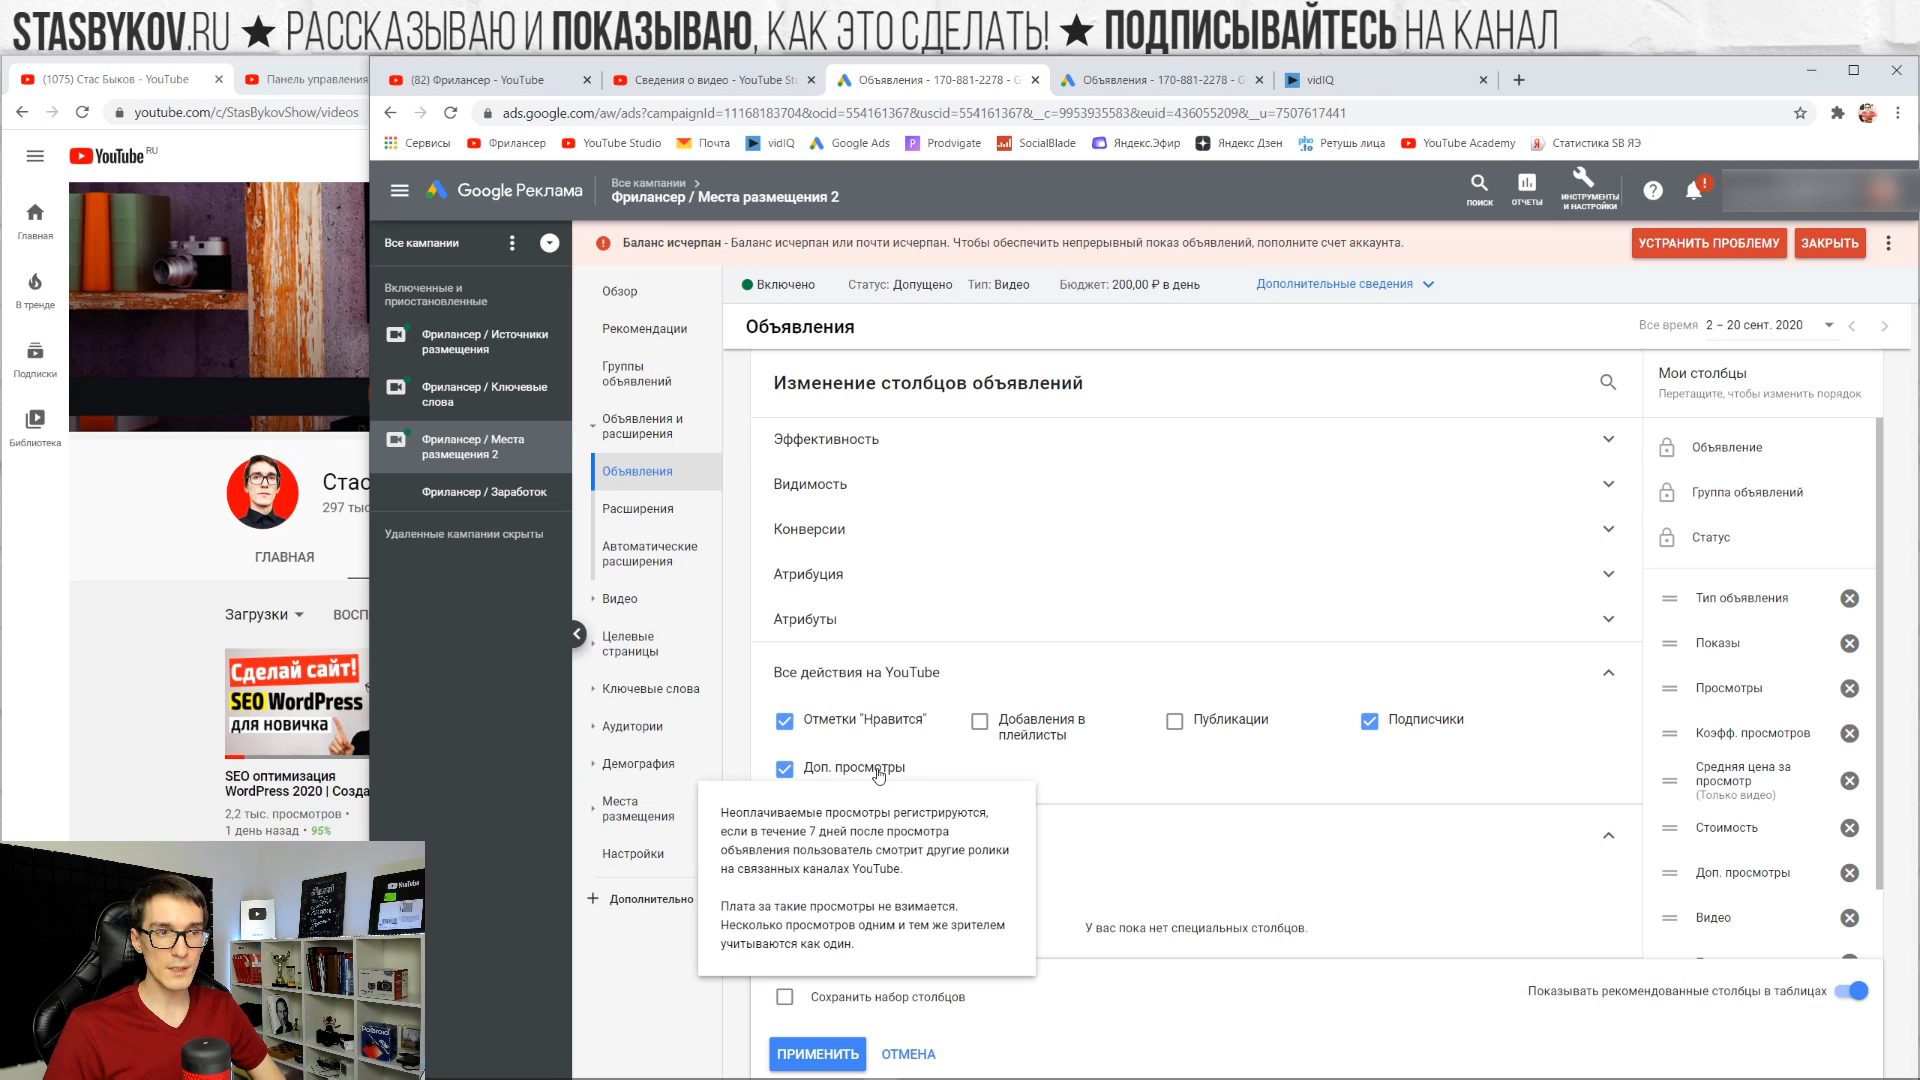 STASBYKOV.RU ★ РАССКАЗЫВАЮ И ПОКАЗЫВАЮ, КАК ЭТО СДЕЛАТЬ! ★ ПОДПИСЫВАЙТЕСЬ НА КАНАЛ
(1075) Стас Быков - YouTube
Панель управления
(82) Фрилансер - YouTube
Сведения о видео - YouTube St
Объявления - 170-881-2278 - G
Объявления - 170-881-2278 - G
vidIQ
youtube.com/c/StasBykovShow/videos
ads.google.com/aw/ads?campaignId=11168183704&ocid=554161367&uscid=554161367&__c=9953935583&euid=436055209&__u=7507617441
Сервисы
Фрилансер
YouTube Studio
Почта
vidIQ
Google Ads
Prodvigate
SocialBlade
Яндекс.Эфир
Яндекс Дзен
Ретушь лица
YouTube Academy
Статистика SB ЯЭ
YouTube RU
Главная
В тренде
Подписки
Библиотека
Стас
297 тыс
ГЛАВНАЯ
Загрузки
ВОСП
Сделай сайт!
SEO WordPress
для новичка
SEO оптимизация
WordPress 2020 | Созда
2,2 тыс. просмотров •
1 день назад • 95%
Google Реклама
Все кампании >
Фрилансер / Места размещения 2
ПОИСК
ОТЧЕТЫ
ИНСТРУМЕНТЫ
И НАСТРОЙКИ
Все кампании
Включенные и
приостановленные
Фрилансер / Источники
размещения
Фрилансер / Ключевые
слова
Фрилансер / Места
размещения 2
Фрилансер / Заработок
Удаленные кампании скрыты
Баланс исчерпан - Баланс исчерпан или почти исчерпан. Чтобы обеспечить непрерывный показ объявлений, пополните счет аккаунта.
УСТРАНИТЬ ПРОБЛЕМУ
ЗАКРЫТЬ
Обзор
Рекомендации
Группы
объявлений
Объявления и
расширения
Объявления
Расширения
Автоматические
расширения
Видео
Целевые
страницы
Ключевые слова
Аудитории
Демография
Места
размещения
Настройки
+ Дополнительно
Включено
Статус: Допущено
Тип: Видео
Бюджет: 200,00 ₽ в день
Дополнительные сведения
Объявления
Все время
2 – 20 сент. 2020
Изменение столбцов объявлений
Эффективность
Видимость
Конверсии
Атрибуция
Атрибуты
Все действия на YouTube
Отметки "Нравится"
Добавления в
плейлисты
Публикации
Подписчики
Доп. просмотры
Неоплачиваемые просмотры регистрируются,
если в течение 7 дней после просмотра
объявления пользователь смотрит другие ролики
на связанных каналах YouTube.
Плата за такие просмотры не взимается.
Несколько просмотров одним и тем же зрителем
учитываются как один.
У вас пока нет специальных столбцов.
Сохранить набор столбцов
Показывать рекомендованные столбцы в таблицах
ПРИМЕНИТЬ
ОТМЕНА
Мои столбцы
Перетащите, чтобы изменить порядок
Объявление
Группа объявлений
Статус
Тип объявления
Показы
Просмотры
Коэфф. просмотров
Средняя цена за
просмотр
(Только видео)
Стоимость
Доп. просмотры
Видео